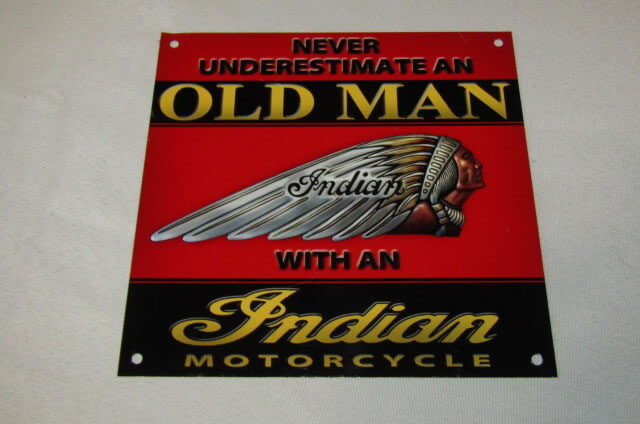 NEVER
UNDERESTIMATE AN
OLD MAN
Indian
WITH AN
Indian
MOTORCYCLE